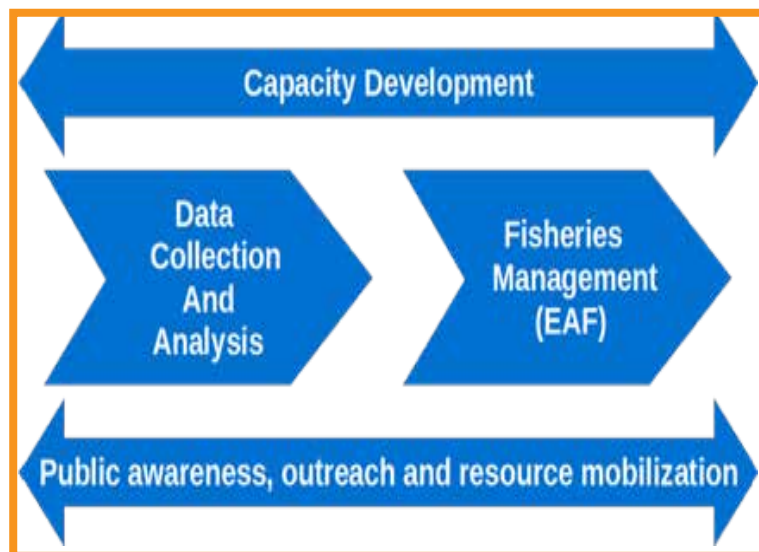 Capacity Development
Data
Collection
And
Analysis
Fisheries
Management
(EAF)
Public awareness, outreach and resource mobilization